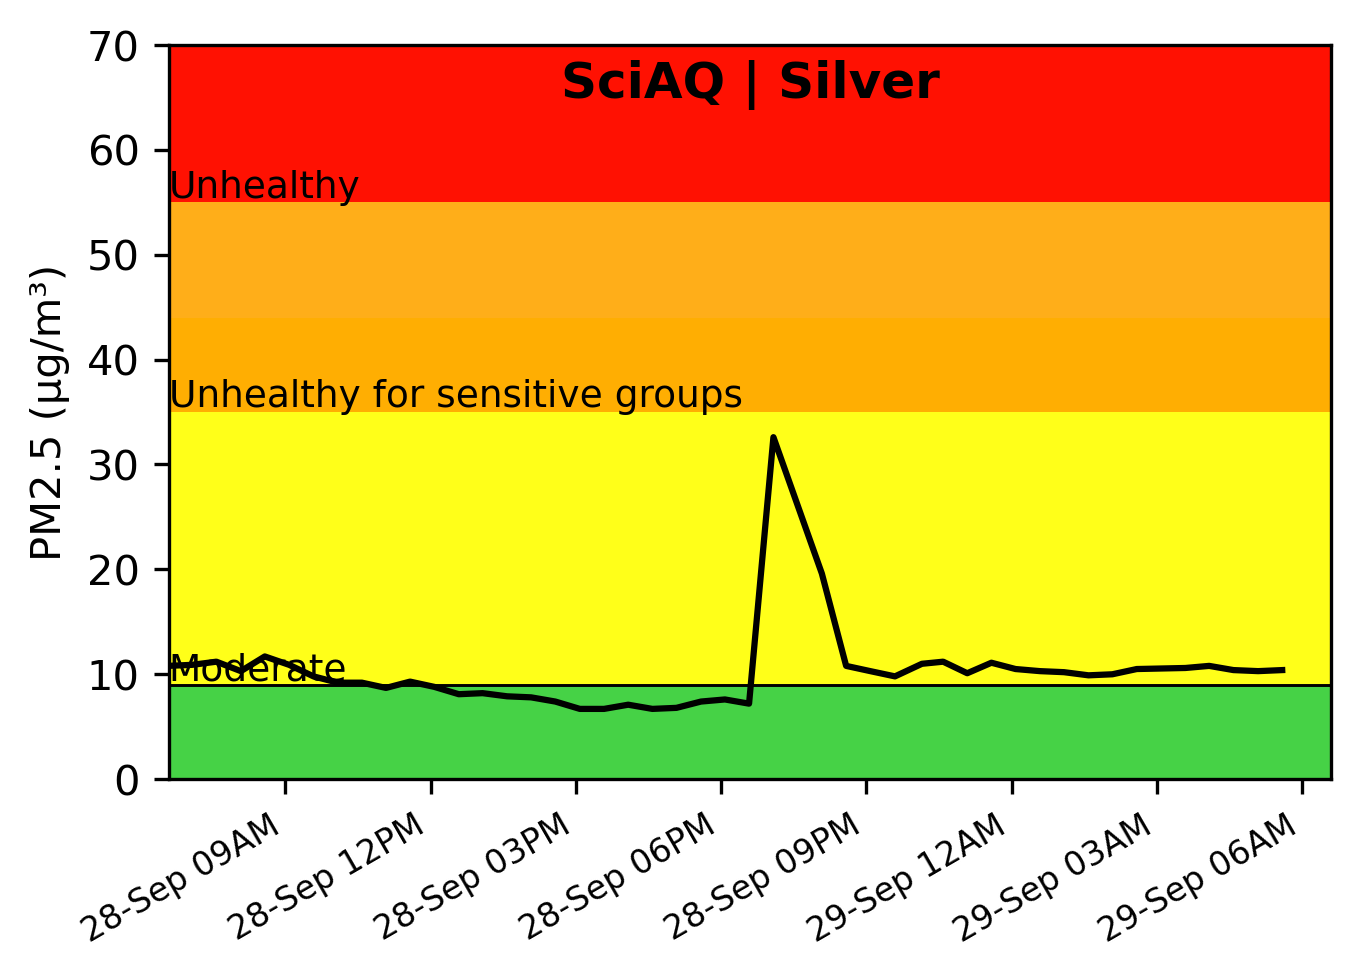 SciAQ | Silver
PM2.5 (µg/m³)
70
60
50
40
30
20
10
0
Unhealthy
Unhealthy for sensitive groups
Moderate
28-Sep 09AM
28-Sep 12PM
28-Sep 03PM
28-Sep 06PM
28-Sep 09PM
29-Sep 12AM
29-Sep 03AM
29-Sep 06AM